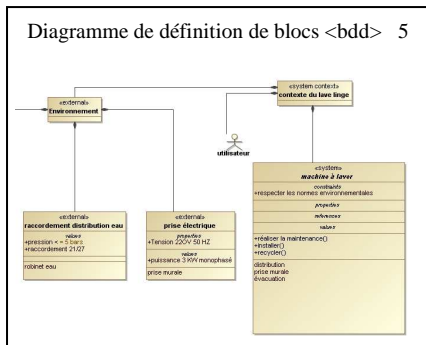 Diagramme de définition de blocs <bdd> 5
«external»
Environnement
«system context»
contexte du lave linge
utilisateur
«external»
raccordement distribution eau
values
+pression < = 5 bars
+raccordement 21/27
robinet eau
«external»
prise électrique
properties
+Tension 22OV 50 HZ
values
+puissance 3 KW monophasé
prise murale
«system»
machine à laver
constraints
+respecter les normes environnementales
properties
references
values
+réaliser la maintenance()
+installer()
+recycler()
distribution
prise murale
évacuation